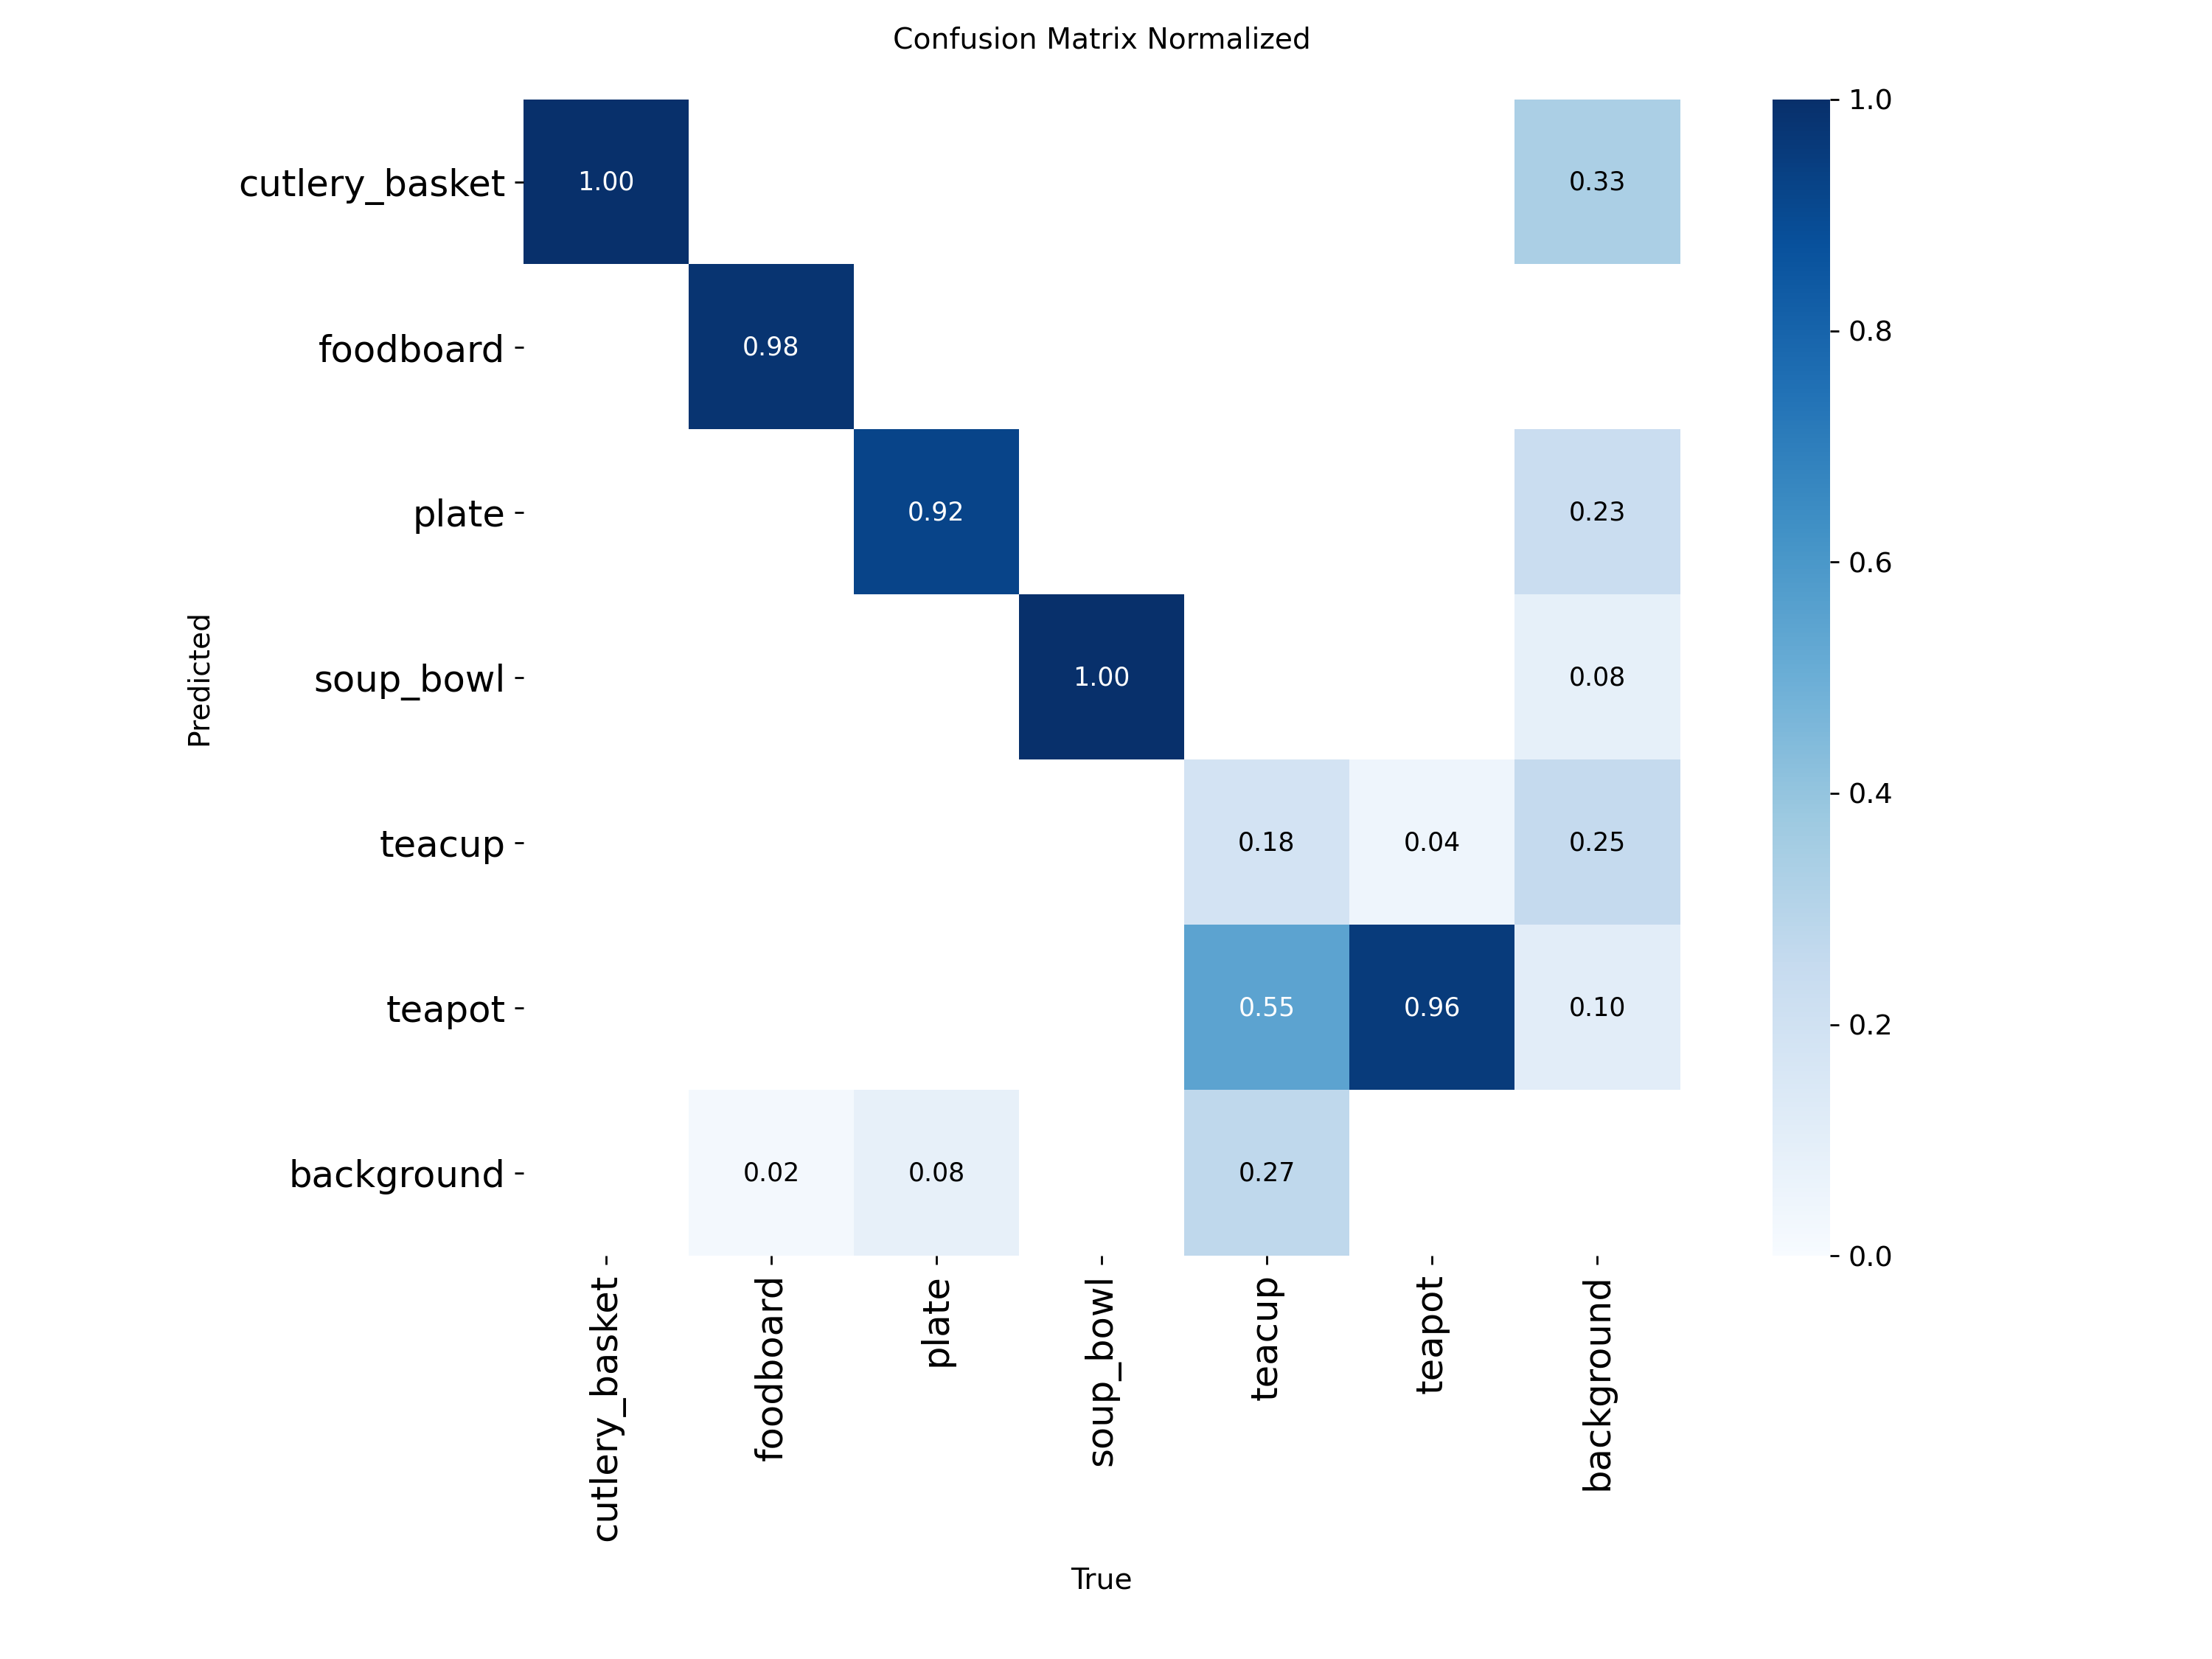 Confusion Matrix Normalized
cutlery_basket 1.00 0.33
foodboard 0.98
plate 0.92 0.23
soup_bowl 1.00 0.08
teacup 0.18 0.04 0.25
teapot 0.55 0.96 0.10
background 0.02 0.08 0.27
Predicted
cutlery_basket foodboard plate soup_bowl teacup teapot background
True
1.0
0.8
0.6
0.4
0.2
0.0